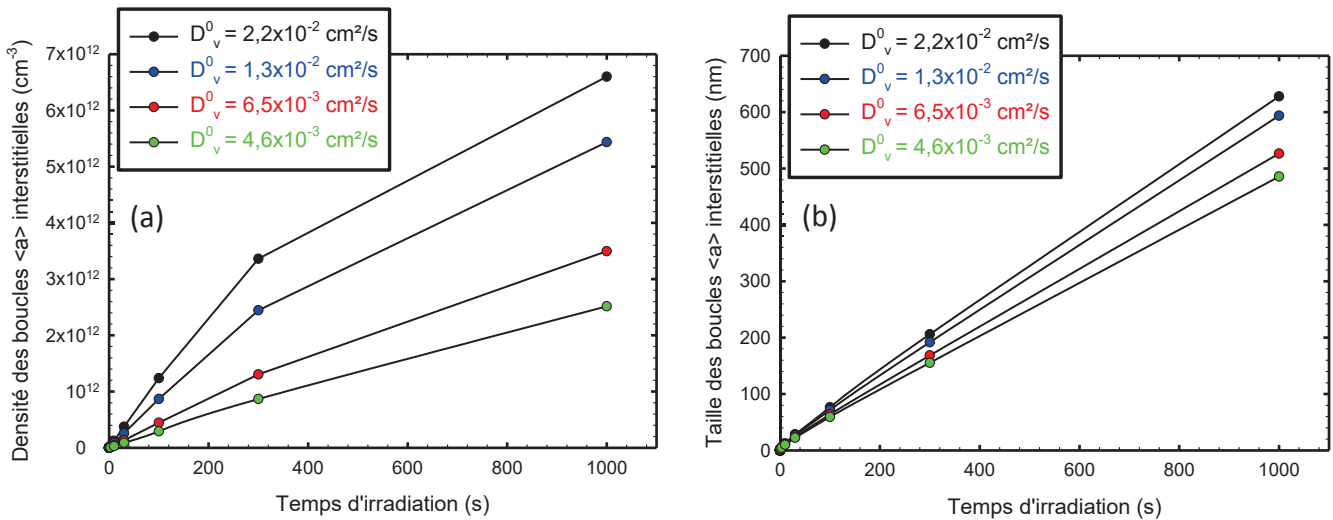 D⁰ᵥ = 2,2x10⁻² cm²/s
D⁰ᵥ = 1,3x10⁻² cm²/s
D⁰ᵥ = 6,5x10⁻³ cm²/s
D⁰ᵥ = 4,6x10⁻³ cm²/s
(a)
Densité des boucles <a> interstitielles (cm⁻³)
7x10¹²
6x10¹²
5x10¹²
4x10¹²
3x10¹²
2x10¹²
10¹²
0
0 200 400 600 800 1000
Temps d'irradiation (s)
D⁰ᵥ = 2,2x10⁻² cm²/s
D⁰ᵥ = 1,3x10⁻² cm²/s
D⁰ᵥ = 6,5x10⁻³ cm²/s
D⁰ᵥ = 4,6x10⁻³ cm²/s
(b)
Taille des boucles <a> interstitielles (nm)
700
600
500
400
300
200
100
0
0 200 400 600 800 1000
Temps d'irradiation (s)